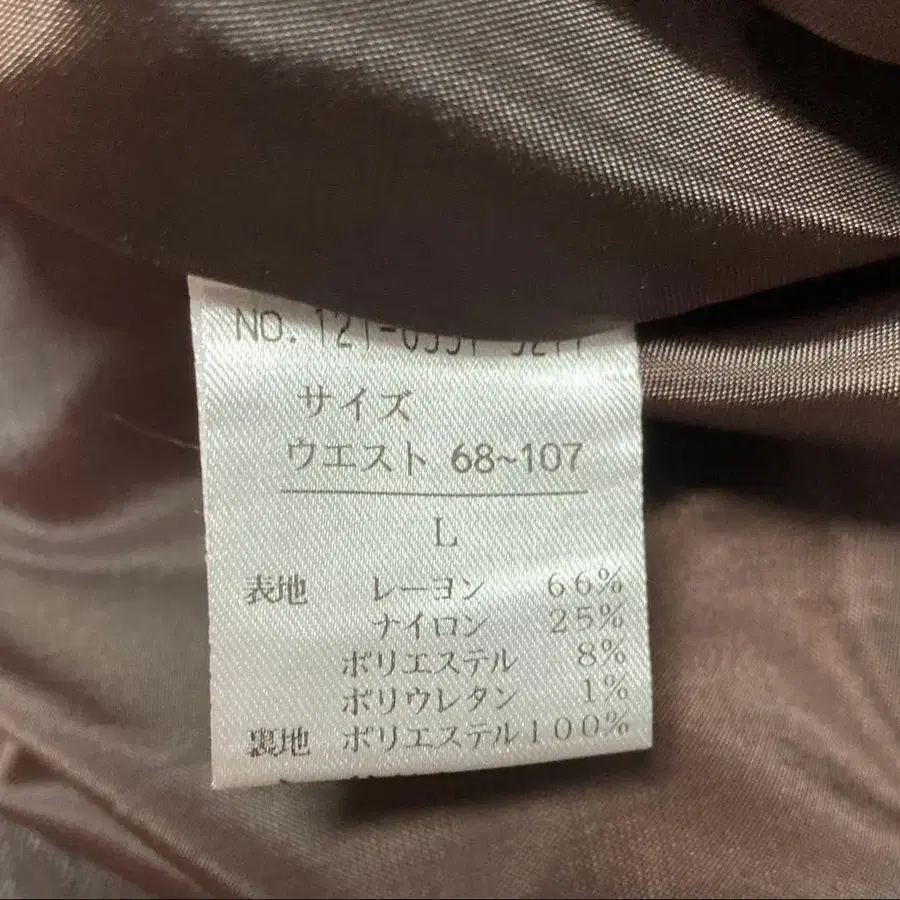 NO. 121-
サイズ
ウエスト 68~107
L
表地 レーヨン 66%
ナイロン 25%
ポリエステル 8%
ポリウレタン 1%
裏地 ポリエステル100%